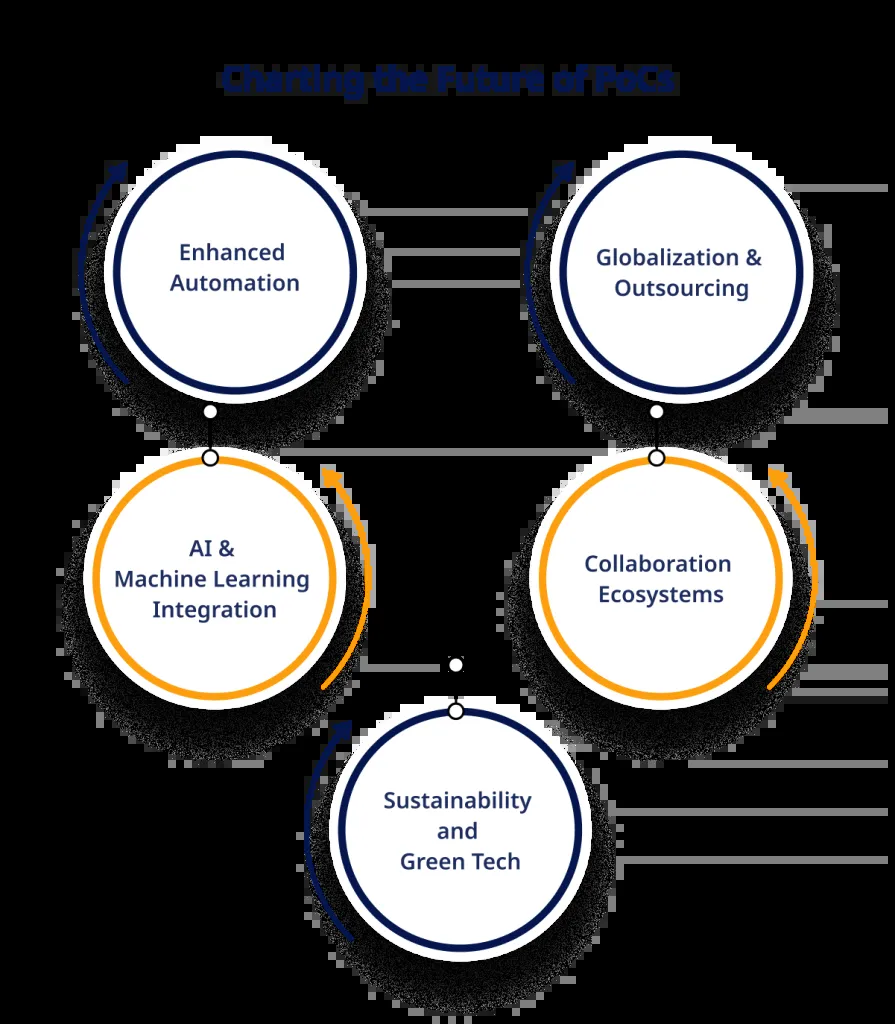 Charting the Future of PoCs
Enhanced
Automation
Globalization &
Outsourcing
AI &
Machine Learning
Integration
Collaboration
Ecosystems
Sustainability
and
Green Tech